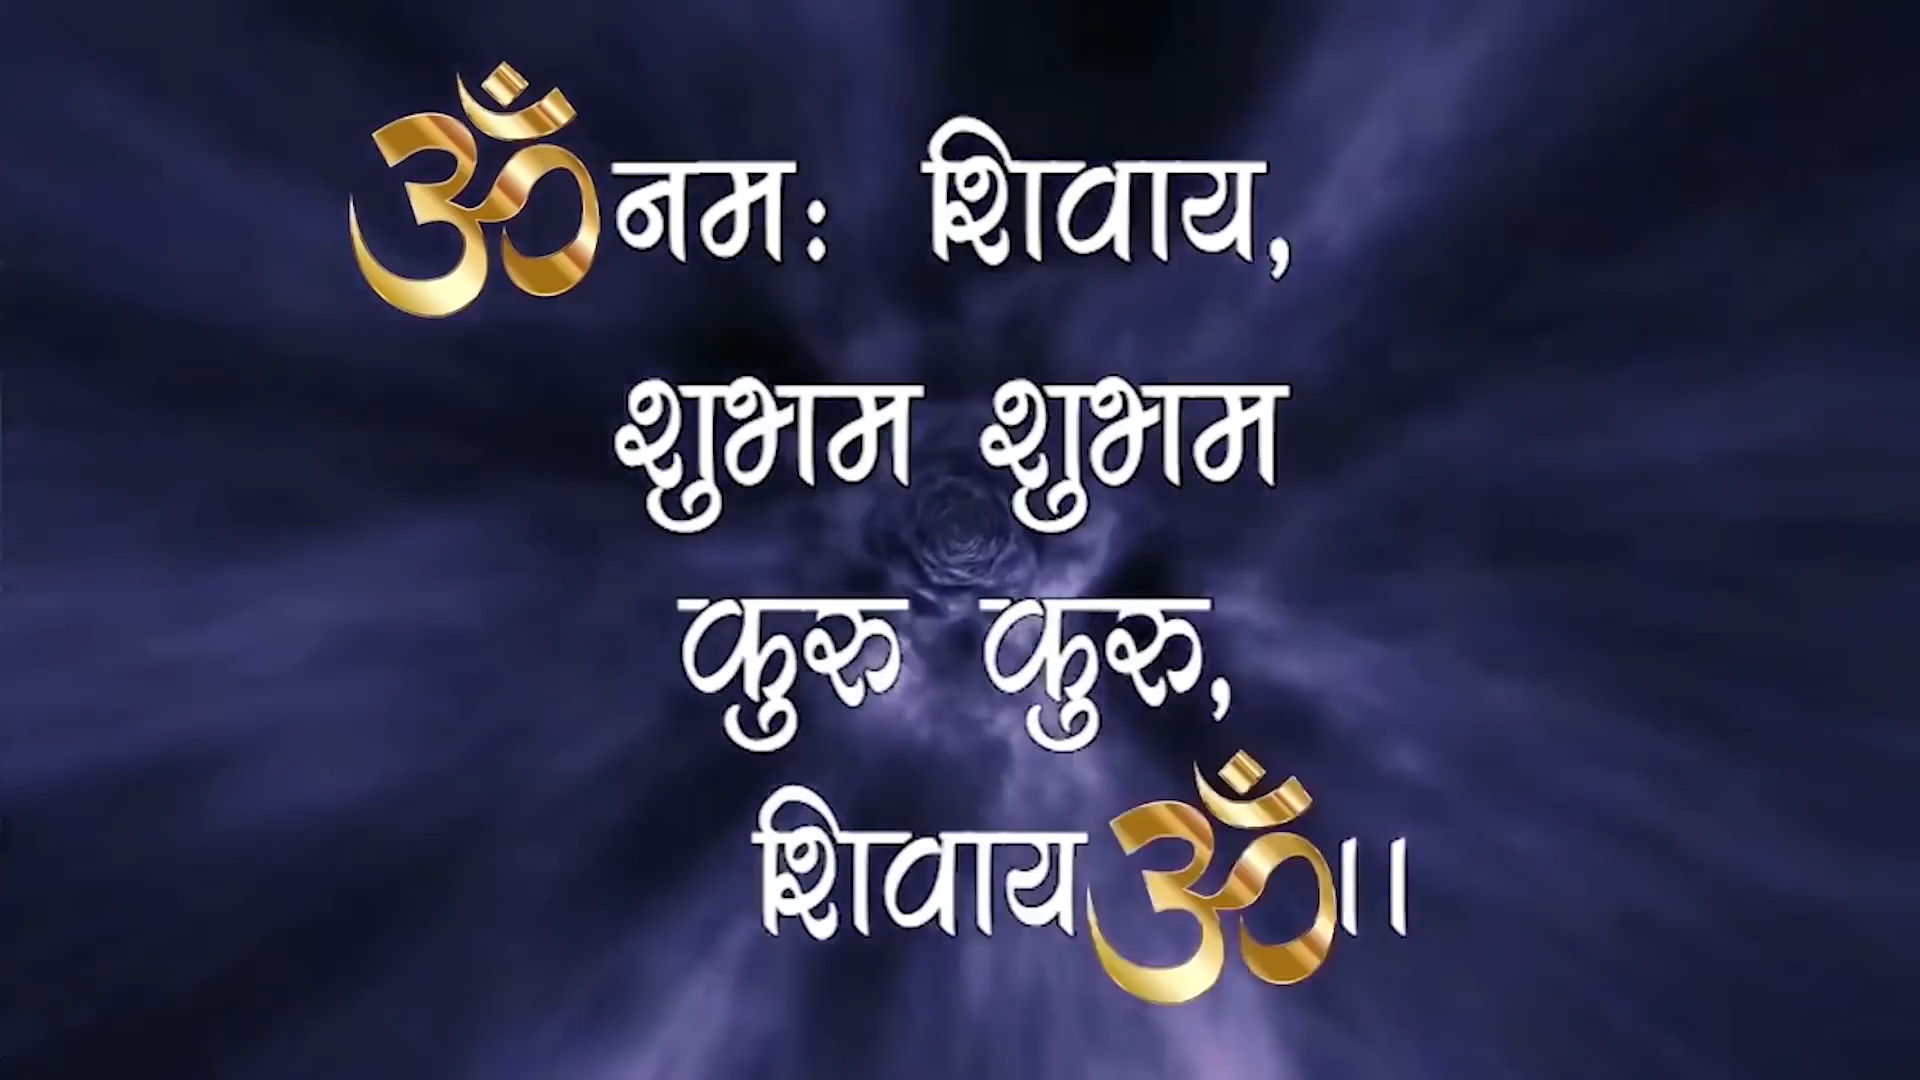 ॐ नमः शिवाय,
शुभम शुभम
कुरु कुरु,
शिवाय ॐ।।